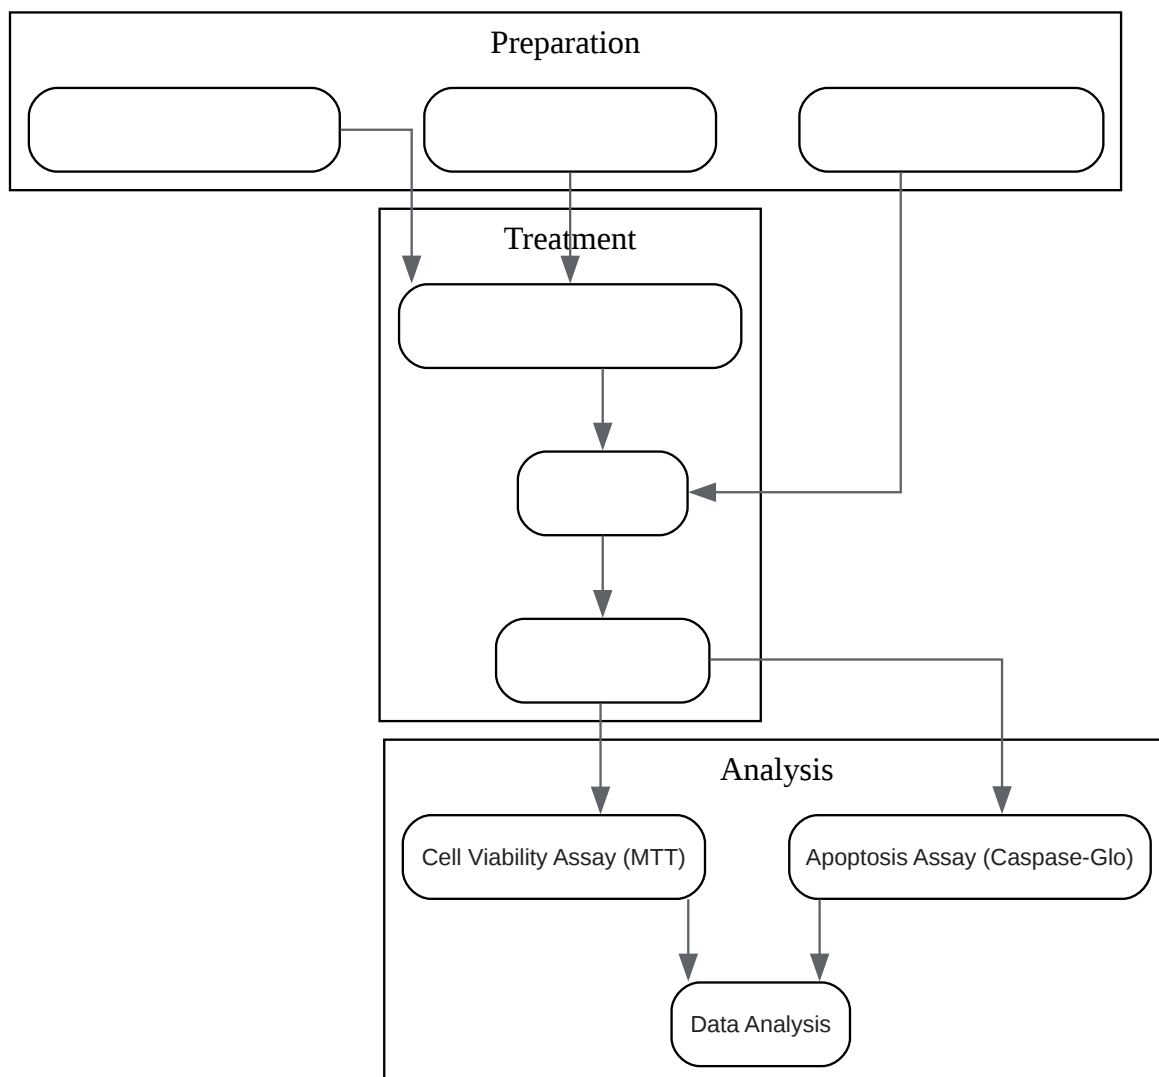 Preparation
Treatment
Analysis
Cell Viability Assay (MTT)
Apoptosis Assay (Caspase-Glo)
Data Analysis